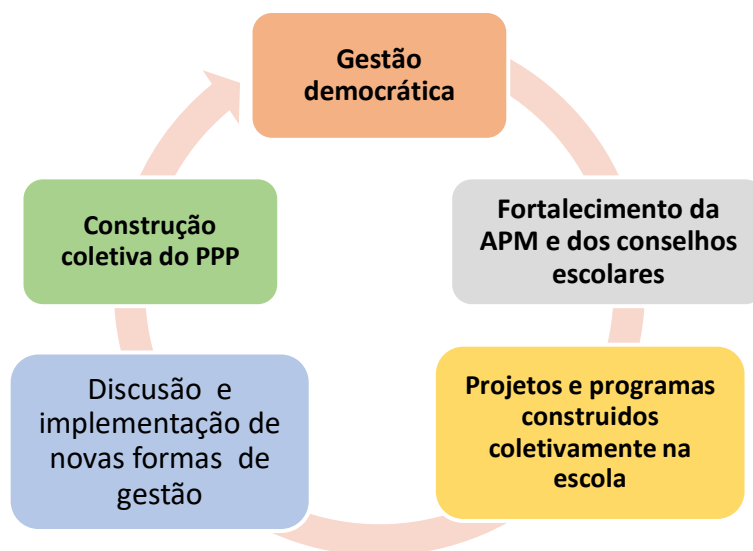 Gestão
democrática
Fortalecimento da
APM e dos conselhos
escolares
Projetos e programas
construidos
coletivamente na
escola
Discusão e
implementação de
novas formas de
gestão
Construção
coletiva do PPP